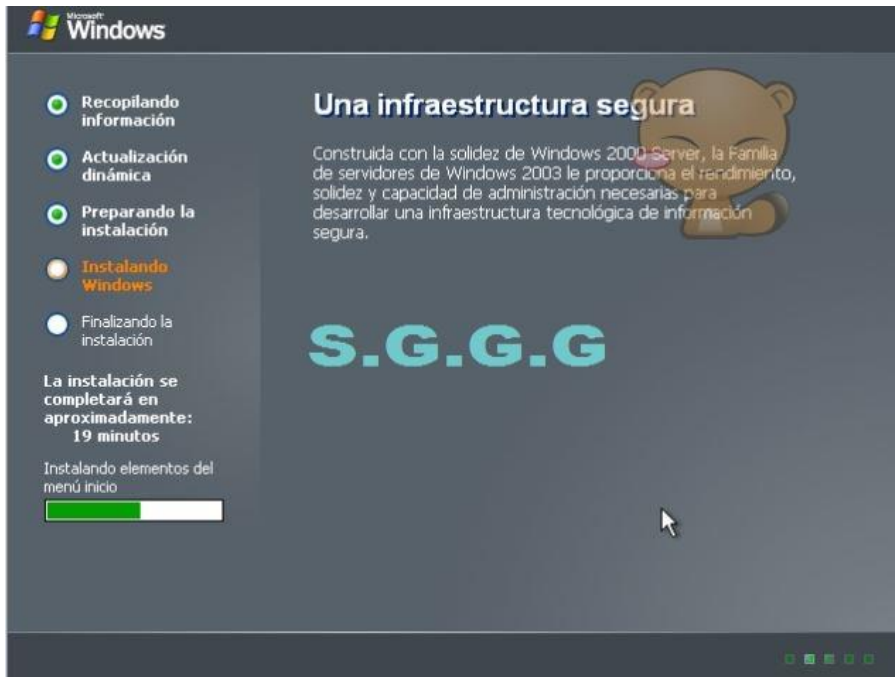 Microsoft
Windows
Recopilando
información
Actualización
dinámica
Preparando la
instalación
Instalando
Windows
Finalizando la
instalación
La instalación se
completará en
aproximadamente:
19 minutos
Instalando elementos del
menú inicio
Una infraestructura segura
Construida con la solidez de Windows 2000 Server, la Familia
de servidores de Windows 2003 le proporciona el rendimiento,
solidez y capacidad de administración necesarias para
desarrollar una infraestructura tecnológica de información
segura.
S.G.G.G